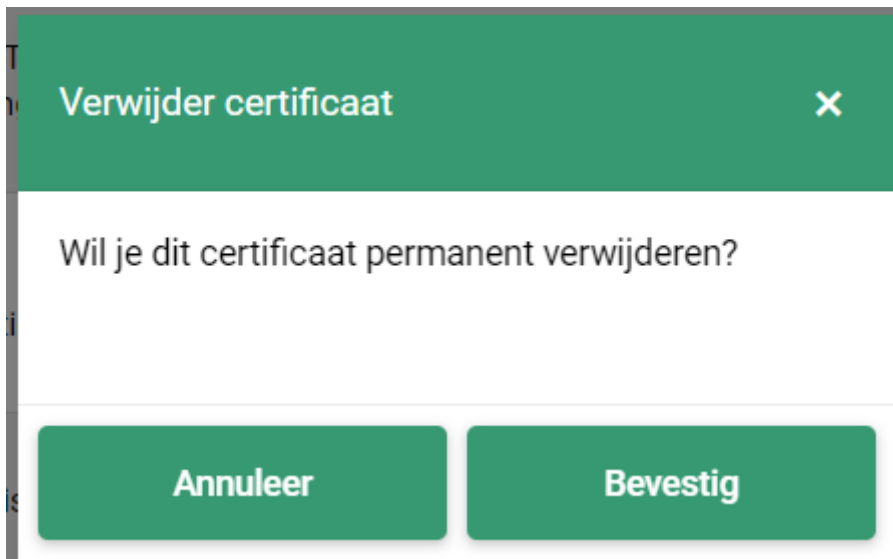 Verwijder certificaat
Wil je dit certificaat permanent verwijderen?
Annuleer
Bevestig